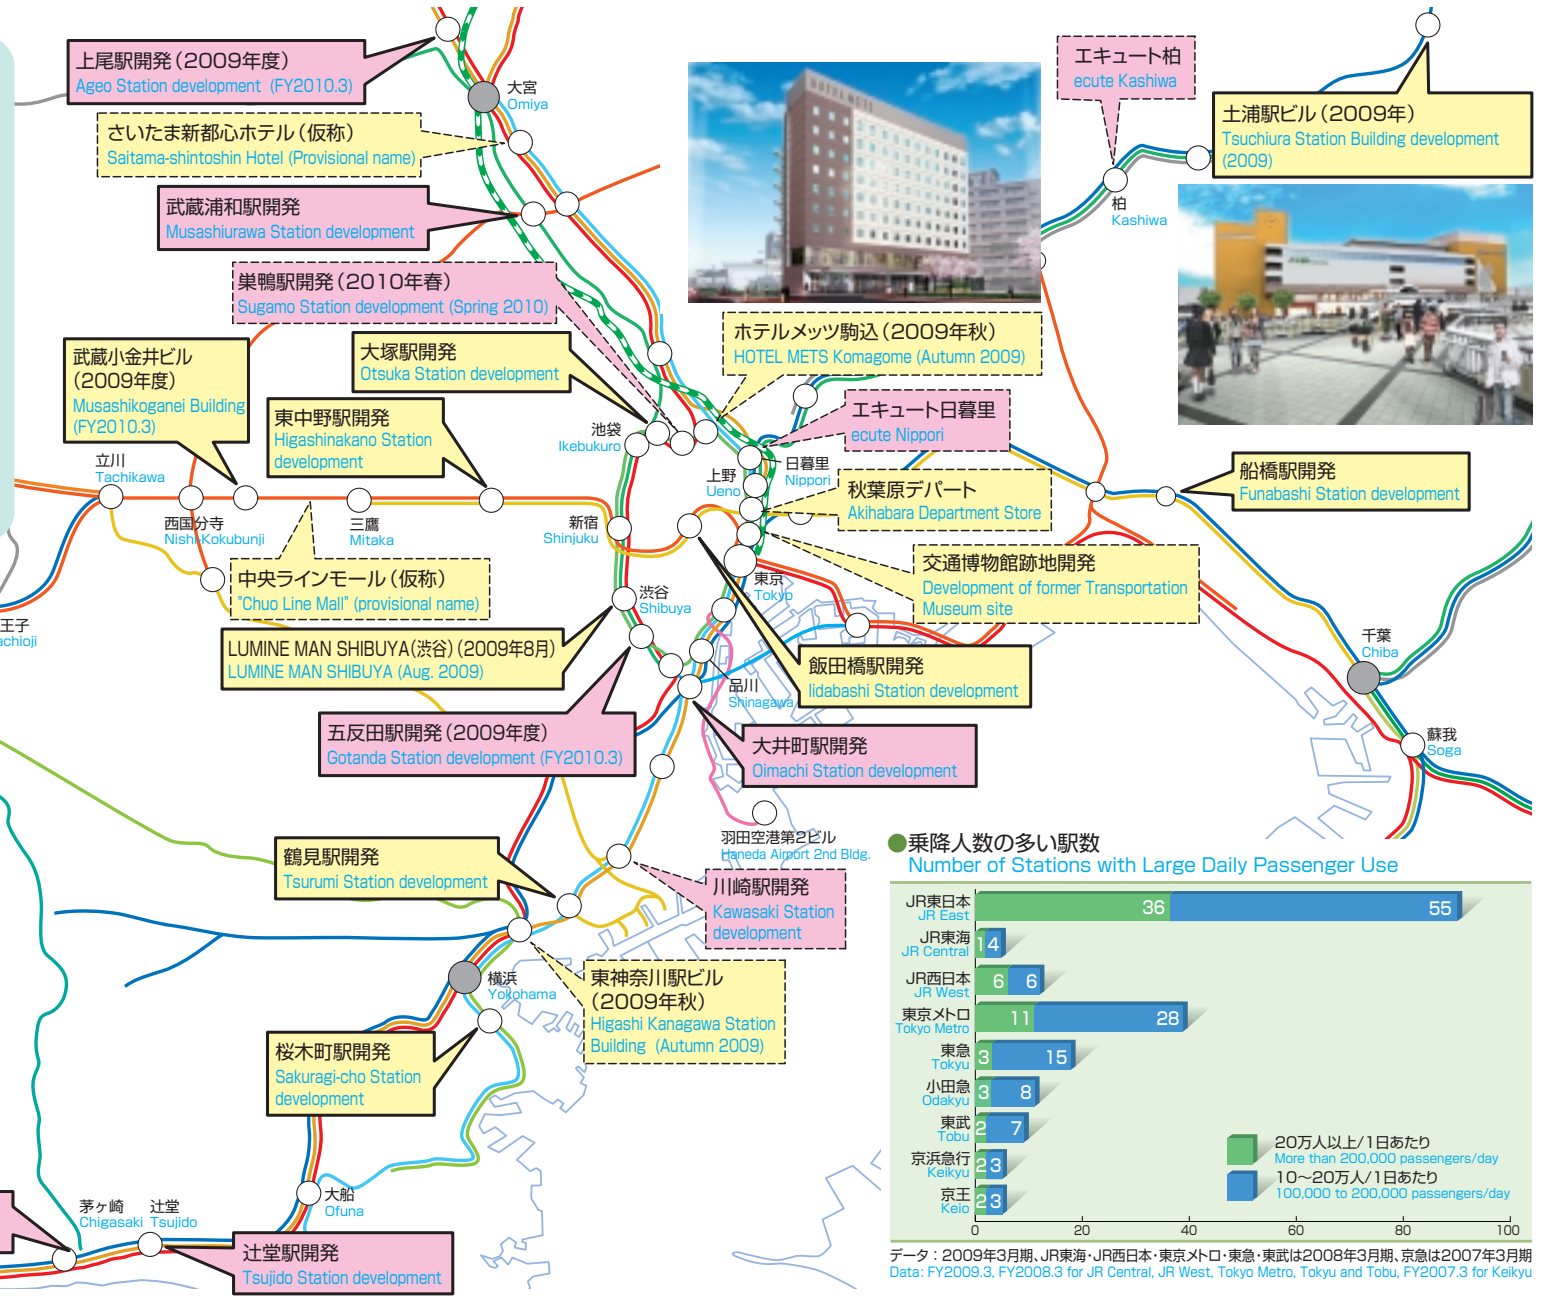 上尾駅開発（2009年度）
Ageo Station development (FY2010.3)
大宮
Omiya
さいたま新都心ホテル（仮称）
Saitama-shintoshin Hotel (Provisional name)
武蔵浦和駅開発
Musashiurawa Station development
巣鴨駅開発（2010年春）
Sugamo Station development (Spring 2010)
エキュート柏
ecute Kashiwa
土浦駅ビル（2009年）
Tsuchiura Station Building development
(2009)
柏
Kashiwa
ホテルメッツ駒込（2009年秋）
HOTEL METS Komagome (Autumn 2009)
大塚駅開発
Otsuka Station development
武蔵小金井ビル
（2009年度）
Musashikoganei Building
(FY2010.3)
東中野駅開発
Higashinakano Station
development
池袋
Ikebukuro
エキュート日暮里
ecute Nippori
日暮里
Nippori
上野
Ueno
立川
Tachikawa
西国分寺
Nishi-Kokubunji
三鷹
Mitaka
新宿
Shinjuku
秋葉原デパート
Akihabara Department Store
船橋駅開発
Funabashi Station development
交通博物館跡地開発
Development of former Transportation
Museum site
東京
Tokyo
中央ラインモール（仮称）
"Chuo Line Mall" (provisional name)
王子
achioji
渋谷
Shibuya
LUMINE MAN SHIBUYA（渋谷）（2009年8月）
LUMINE MAN SHIBUYA (Aug. 2009)
飯田橋駅開発
Iidabashi Station development
千葉
Chiba
品川
Shinagawa
五反田駅開発（2009年度）
Gotanda Station development (FY2010.3)
大井町駅開発
Oimachi Station development
蘇我
Soga
羽田空港第2ビル
Haneda Airport 2nd Bldg.
鶴見駅開発
Tsurumi Station development
川崎駅開発
Kawasaki Station
development
横浜
Yokohama
東神奈川駅ビル
（2009年秋）
Higashi Kanagawa Station
Building (Autumn 2009)
桜木町駅開発
Sakuragi-cho Station
development
大船
Ofuna
茅ヶ崎
Chigasaki
辻堂
Tsujido
辻堂駅開発
Tsujido Station development
●乗降人数の多い駅数
Number of Stations with Large Daily Passenger Use
JR東日本
JR East
36 55
JR東海
JR Central
1 4
JR西日本
JR West
6 6
東京メトロ
Tokyo Metro
11 28
東急
Tokyu
3 15
小田急
Odakyu
3 8
東武
Tobu
2 7
京浜急行
Keikyu
2 3
京王
Keio
2 3
20万人以上/1日あたり
More than 200,000 passengers/day
10〜20万人/1日あたり
100,000 to 200,000 passengers/day
0 20 40 60 80 100
データ：2009年3月期、JR東海・JR西日本・東京メトロ・東急・東武は2008年3月期、京急は2007年3月期
Data: FY2009.3, FY2008.3 for JR Central, JR West, Tokyo Metro, Tokyu and Tobu, FY2007.3 for Keikyu